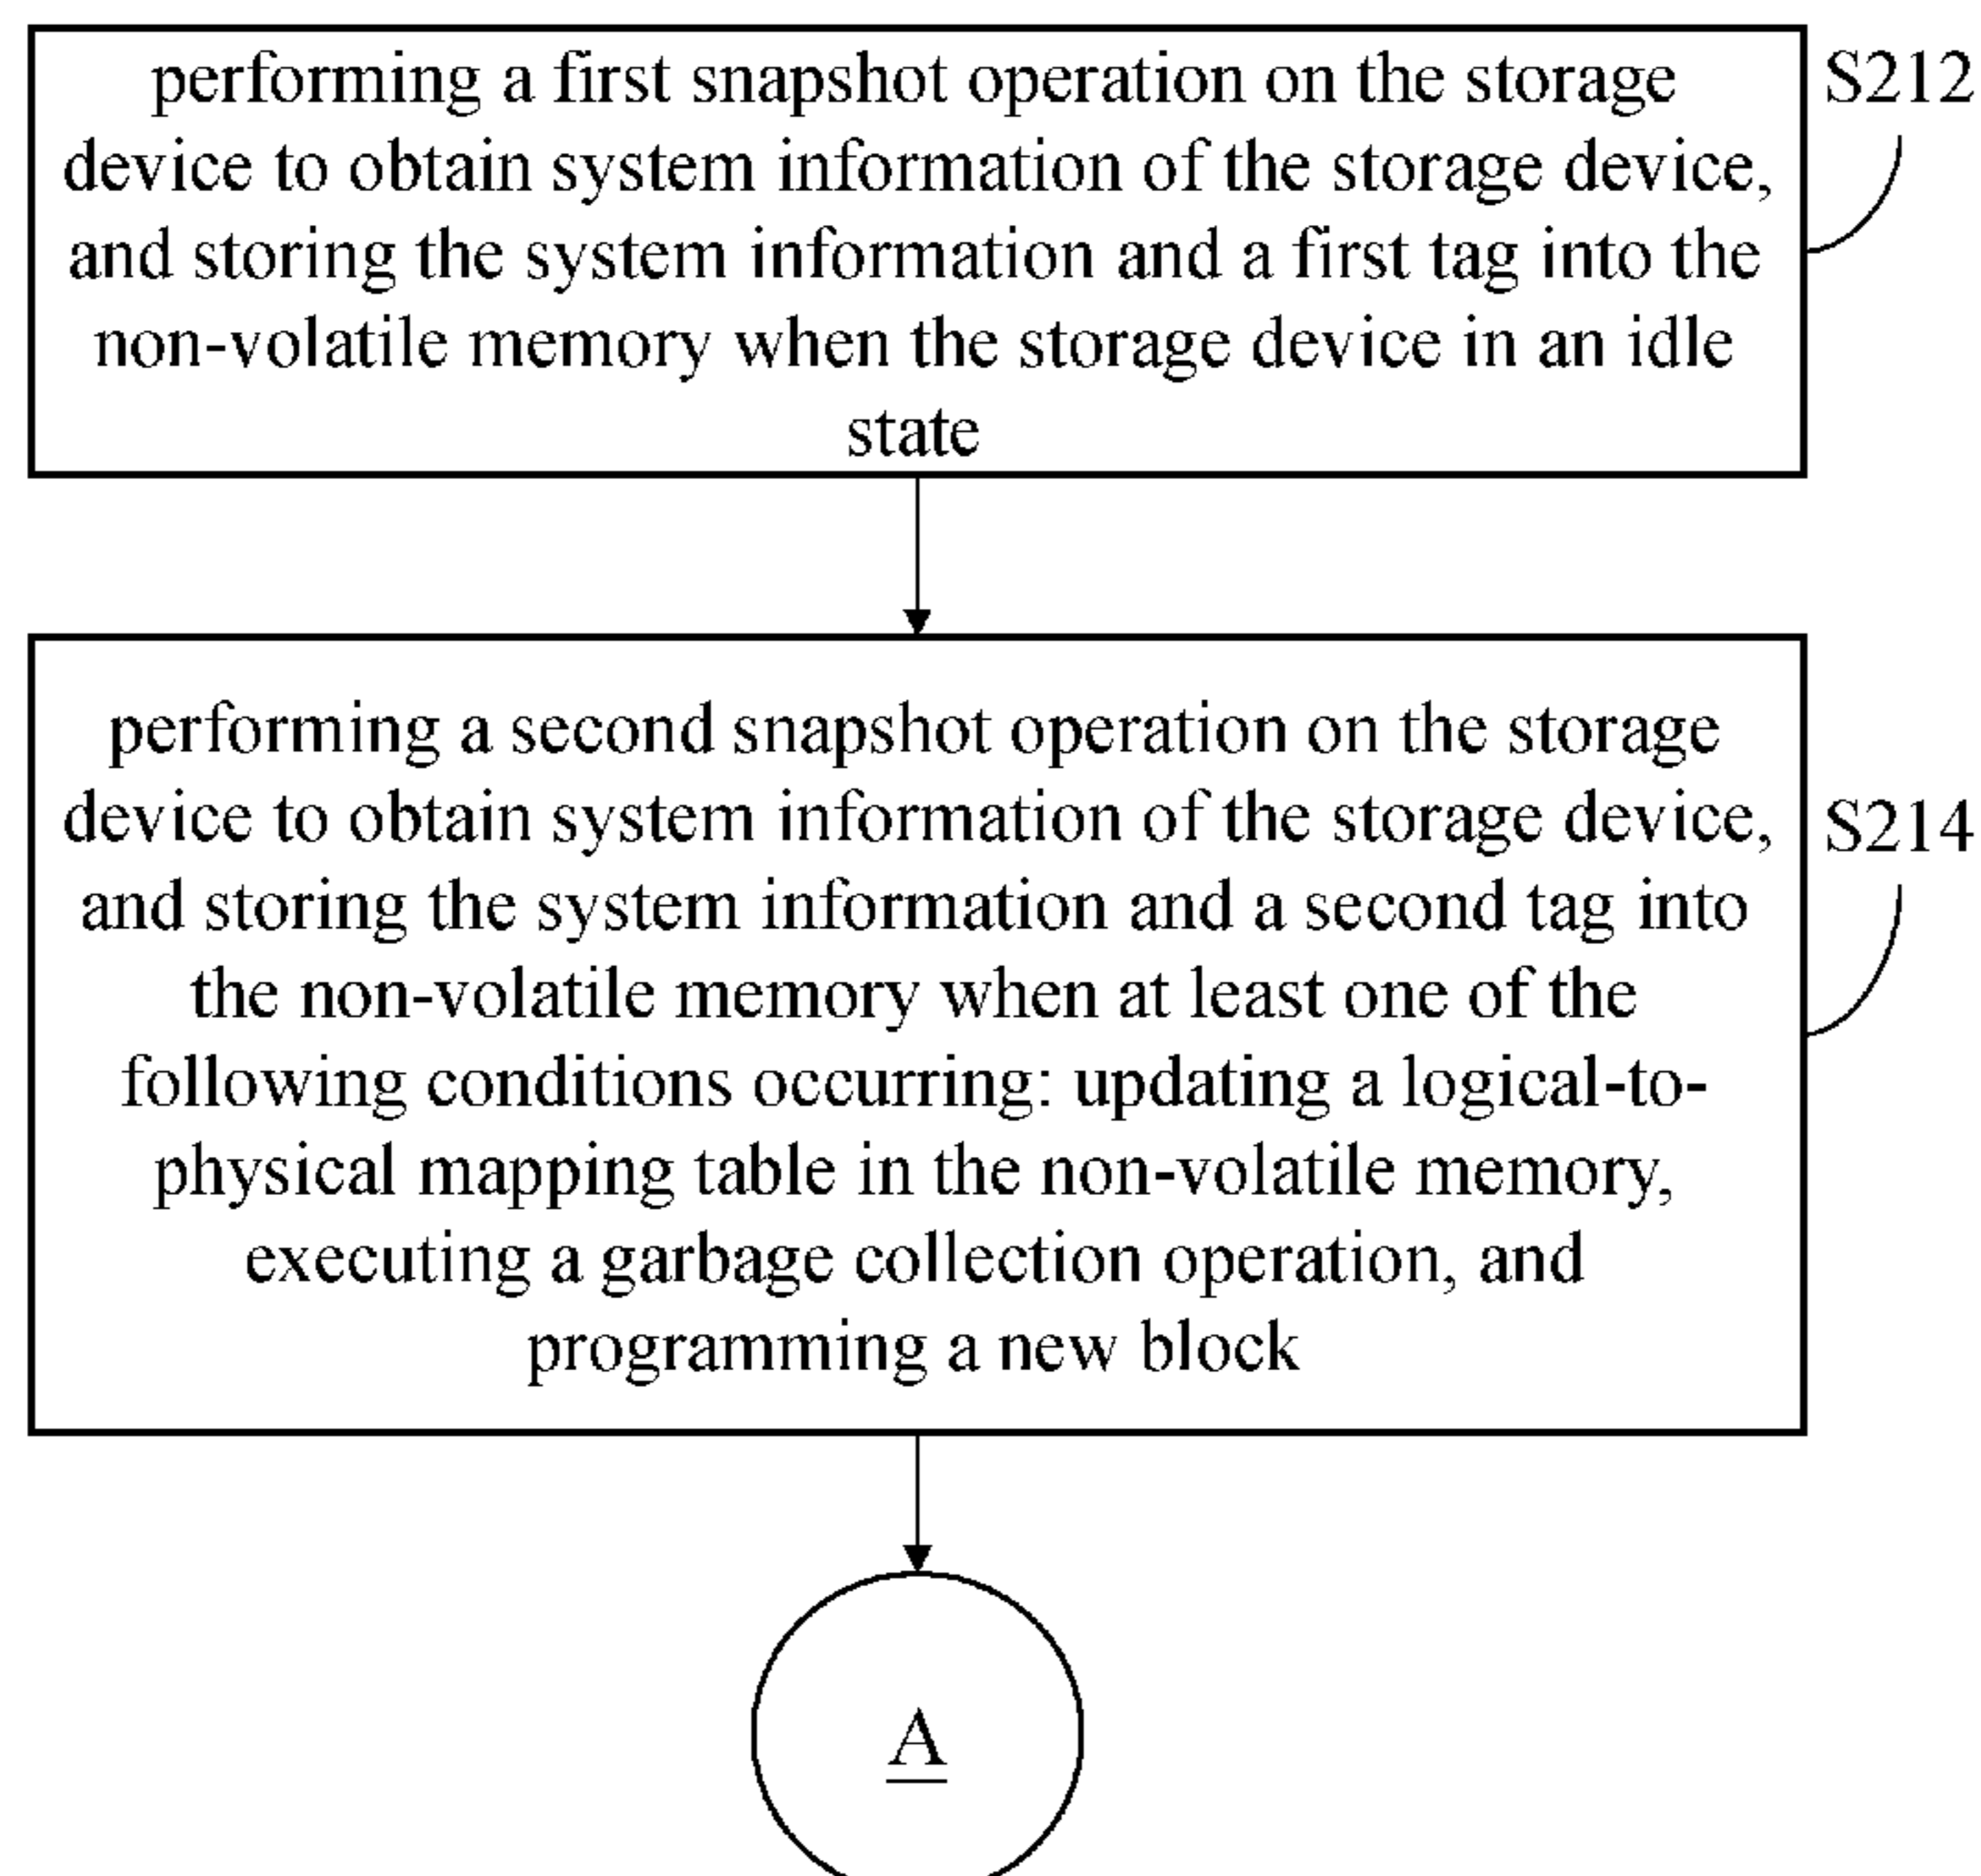 performing a first snapshot operation on the storage
device to obtain system information of the storage device,
and storing the system information and a first tag into the
non-volatile memory when the storage device in an idle
state
S212
performing a second snapshot operation on the storage
device to obtain system information of the storage device,
and storing the system information and a second tag into
the non-volatile memory when at least one of the
following conditions occurring: updating a logical-to-
physical mapping table in the non-volatile memory,
executing a garbage collection operation, and
programming a new block
S214
A